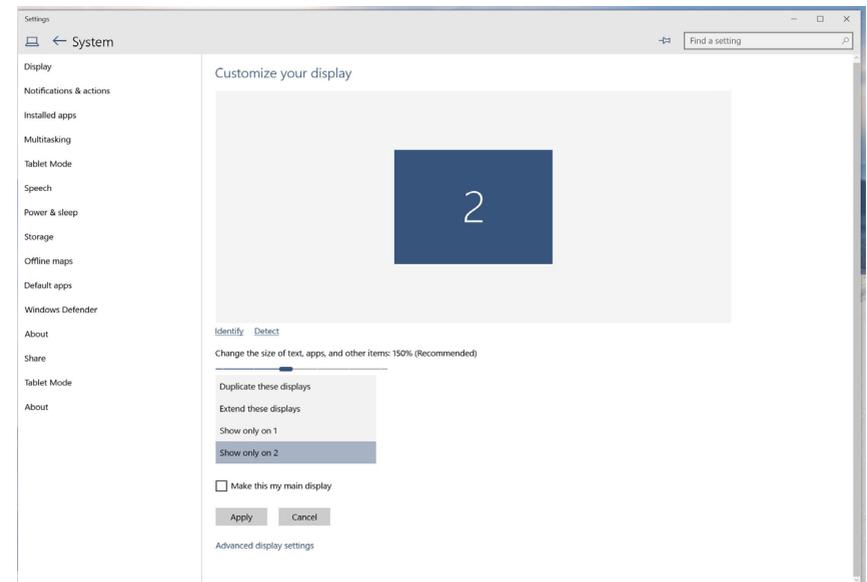 Settings
System
Find a setting
Display
Notifications & actions
Installed apps
Multitasking
Tablet Mode
Speech
Power & sleep
Storage
Offline maps
Default apps
Windows Defender
About
Share
Tablet Mode
About
Customize your display
2
Identify Detect
Change the size of text, apps, and other items: 150% (Recommended)
Duplicate these displays
Extend these displays
Show only on 1
Show only on 2
Make this my main display
Apply Cancel
Advanced display settings